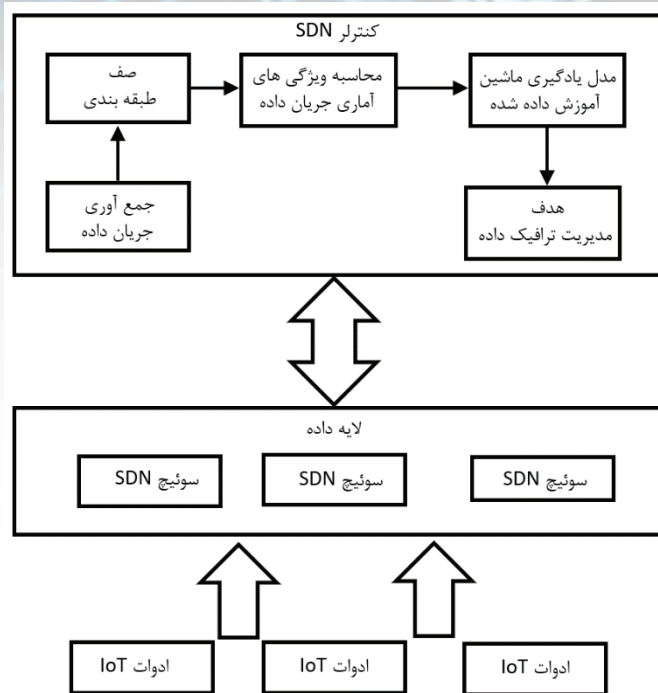 کنترلر SDN
صف
طبقه بندی
محاسبه ویژگی های
آماری جریان داده
مدل یادگیری ماشین
آموزش داده شده
جمع آوری
جریان داده
هدف
مدیریت ترافیک داده
لایه داده
سوئیچ SDN
سوئیچ SDN
سوئیچ SDN
ادوات IoT
ادوات IoT
ادوات IoT